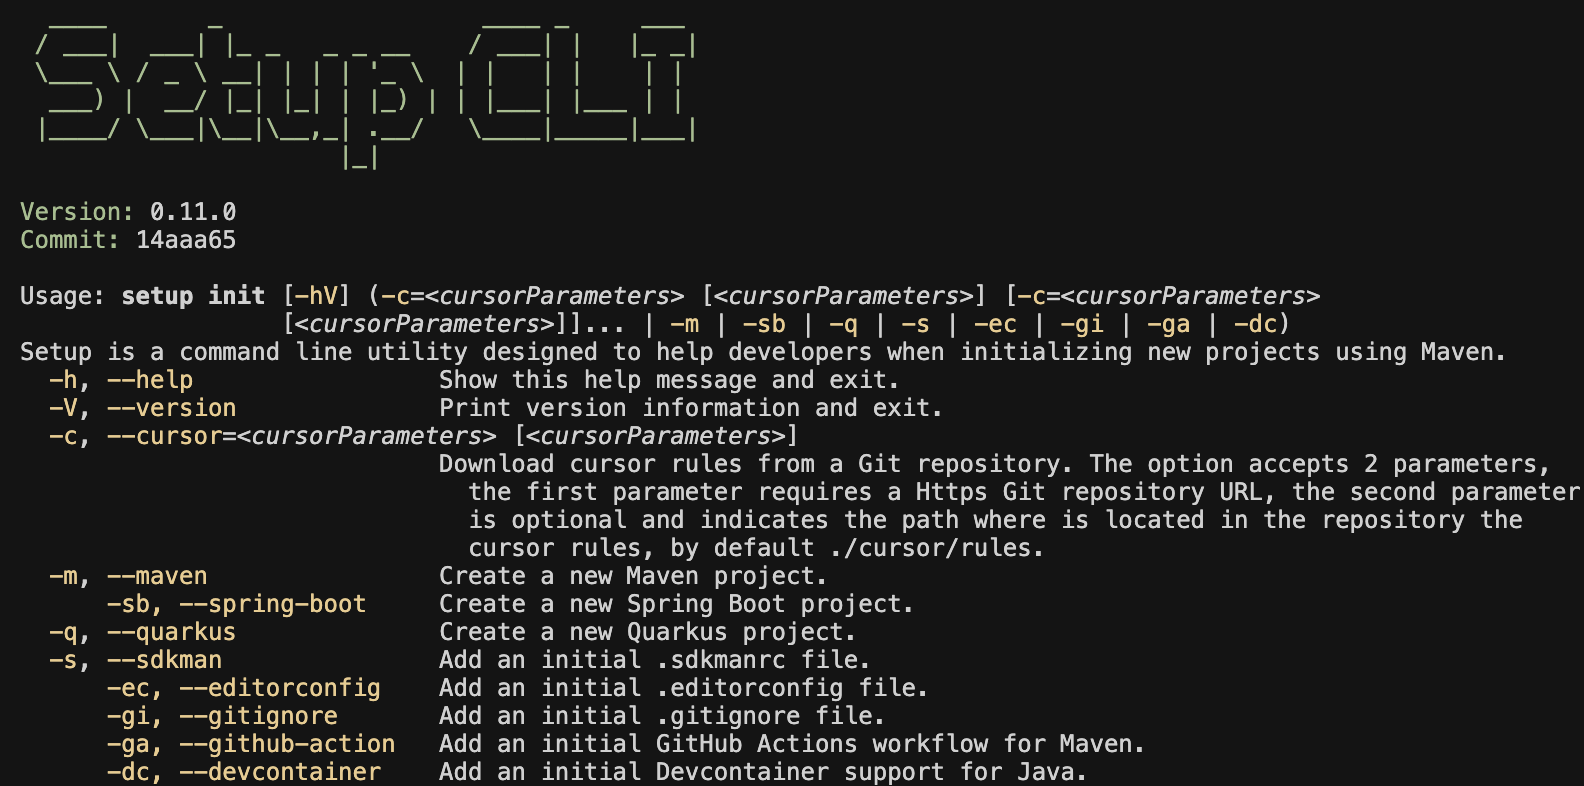 Setup CLI
Version: 0.11.0
Commit: 14aaa65
Usage: setup init [-hV] (-c=<cursorParameters> [<cursorParameters>] [-c=<cursorParameters>
[<cursorParameters>]]... | -m | -sb | -q | -s | -ec | -gi | -ga | -dc)
Setup is a command line utility designed to help developers when initializing new projects using Maven.
-h, --help Show this help message and exit.
-V, --version Print version information and exit.
-c, --cursor=<cursorParameters> [<cursorParameters>]
Download cursor rules from a Git repository. The option accepts 2 parameters,
the first parameter requires a Https Git repository URL, the second parameter
is optional and indicates the path where is located in the repository the
cursor rules, by default ./cursor/rules.
-m, --maven Create a new Maven project.
-sb, --spring-boot Create a new Spring Boot project.
-q, --quarkus Create a new Quarkus project.
-s, --sdkman Add an initial .sdkmanrc file.
-ec, --editorconfig Add an initial .editorconfig file.
-gi, --gitignore Add an initial .gitignore file.
-ga, --github-action Add an initial GitHub Actions workflow for Maven.
-dc, --devcontainer Add an initial Devcontainer support for Java.